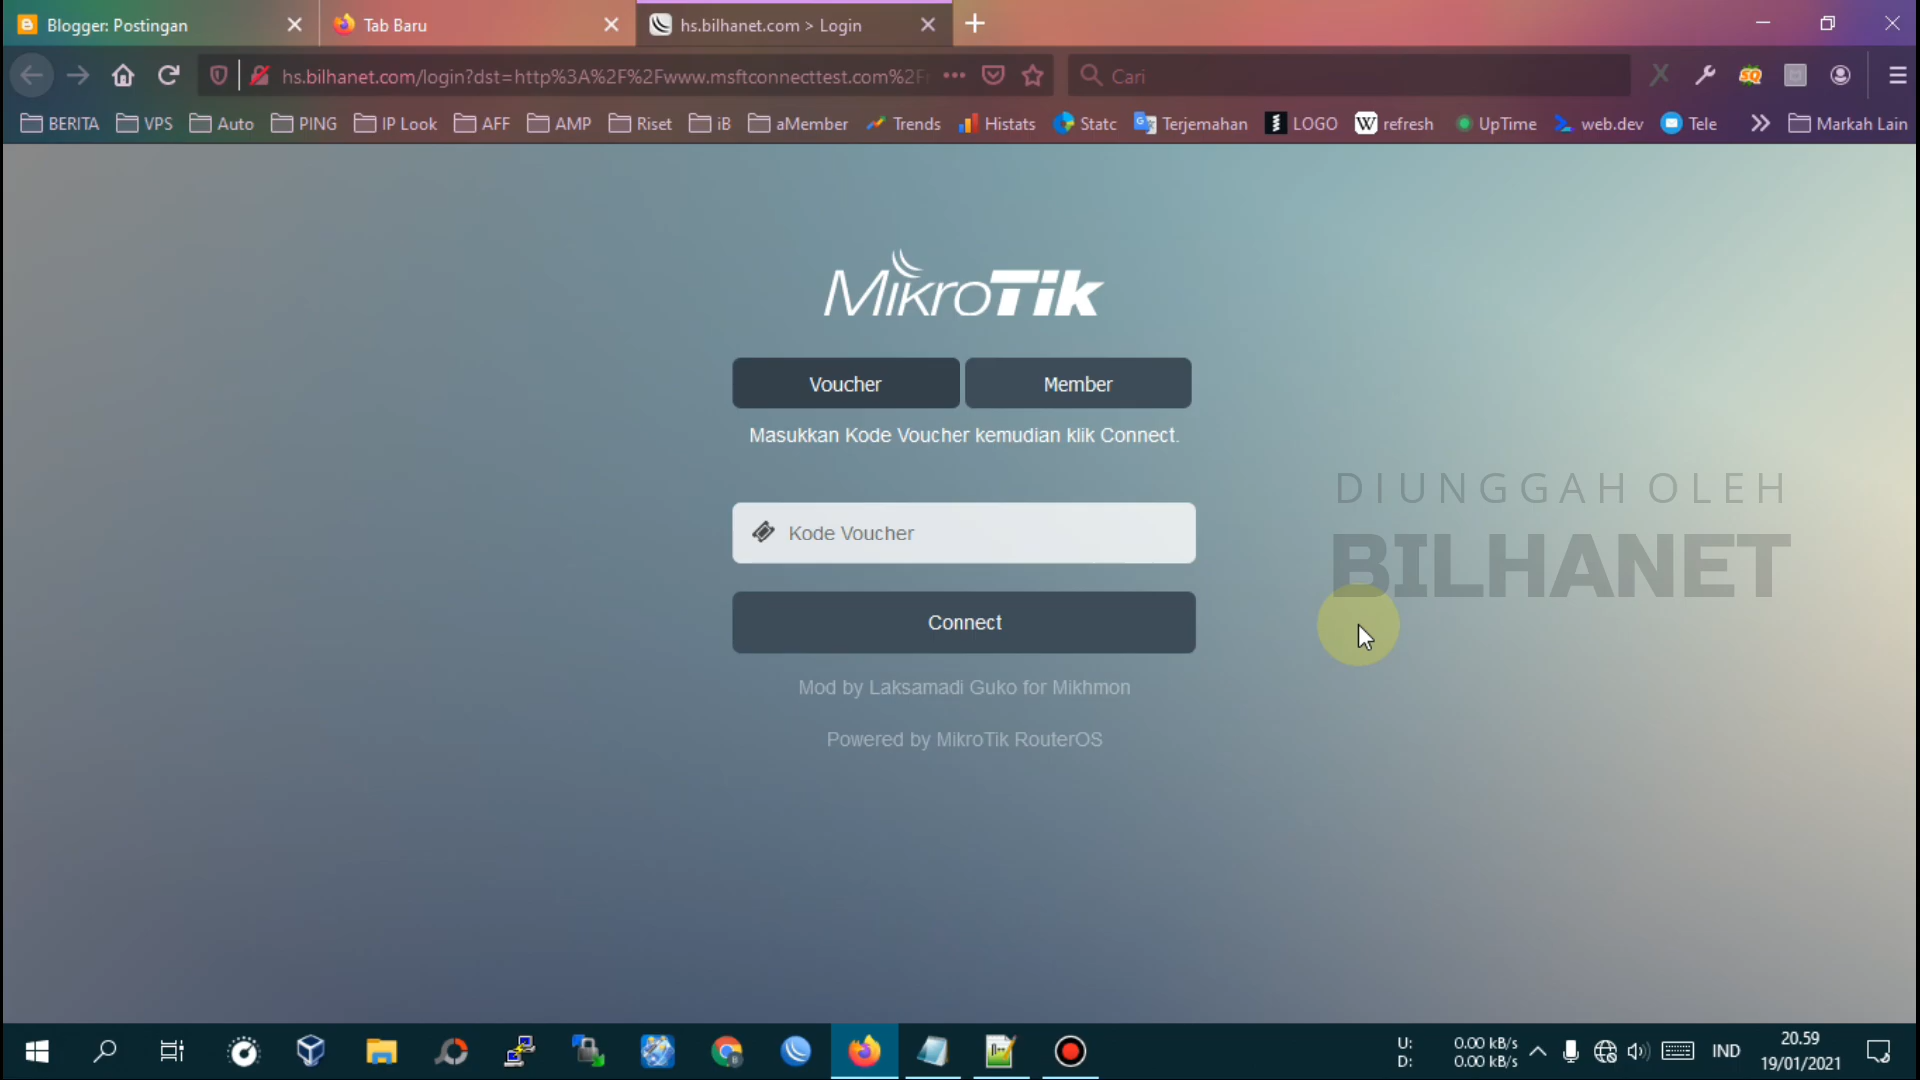 Blogger: Postingan
Tab Baru
hs.bilhanet.com > Login
hs.bilhanet.com/login?dst=http%3A%2F%2Fwww.msftconnecttest.com%2F
Cari
BERITA
VPS
Auto
PING
IP Look
AFF
AMP
Riset
iB
aMember
Trends
Histats
Statc
Terjemahan
LOGO
refresh
UpTime
web.dev
Tele
Markah Lain
MikroTik
Voucher
Member
Masukkan Kode Voucher kemudian klik Connect.
DIUNGGAH OLEH
BILHANET
Kode Voucher
Connect
Mod by Laksamadi Guko for Mikhmon
Powered by MikroTik RouterOS
U: 0.00 kB/s
D: 0.00 kB/s
IND
20.59
19/01/2021